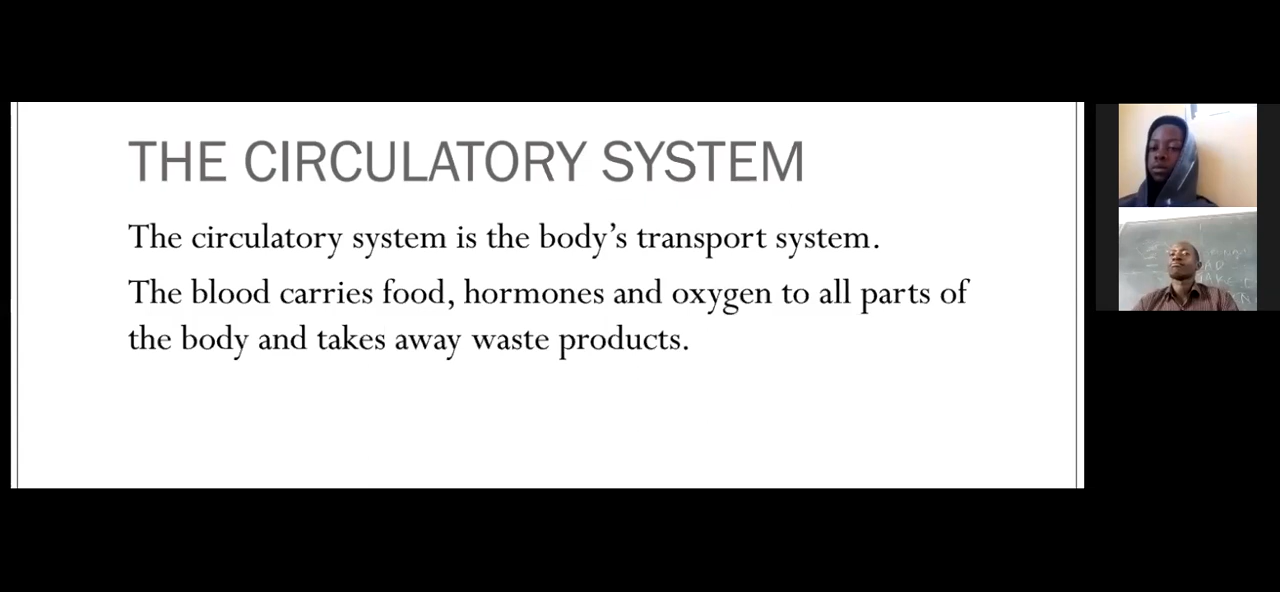 THE CIRCULATORY SYSTEM
The circulatory system is the body’s transport system.
The blood carries food, hormones and oxygen to all parts of
the body and takes away waste products.